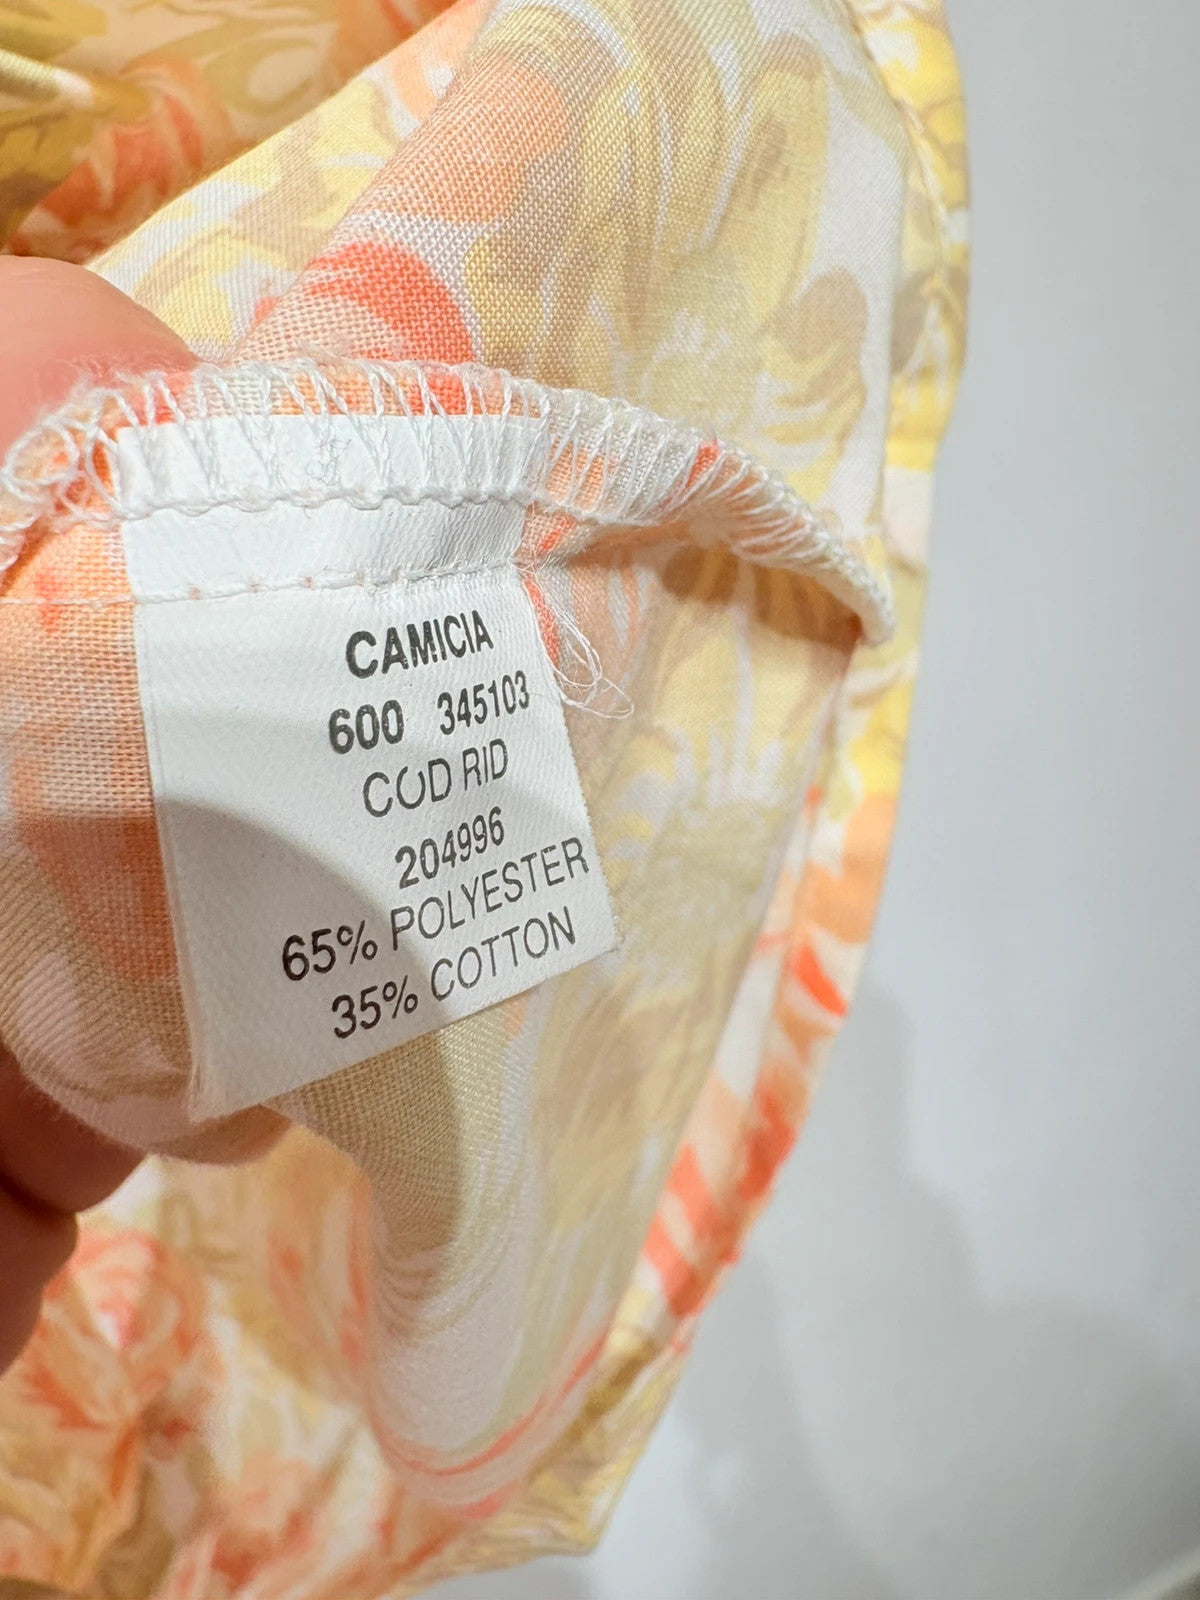 CAMICIA
600 345103
COD RID
204996
65% POLYESTER
35% COTTON